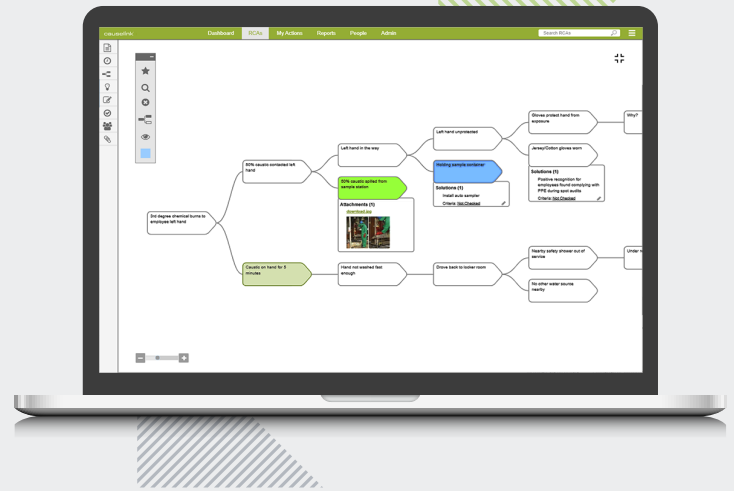 causelink
Dashboard
RCAs
My Actions
Reports
People
Admin
Search RCAs
3rd degree chemical burns to
employee left hand
50% caustic contacted left
hand
Left hand in the way
Left hand unprotected
Gloves protect hand from
exposure
Why?
Jersey/Cotton gloves worn
Solutions (1)
Positive recognition for
employees found complying with
PPE during spot audits
Criteria: Not Checked
Holding sample container
Solutions (1)
Install auto sampler
Criteria: Not Checked
50% caustic spilled from
sample station
Attachments (1)
download.jpg
Caustic on hand for 5
minutes
Hand not washed fast
enough
Drove back to locker room
Nearby safety shower out of
service
Under
No other water source
nearby